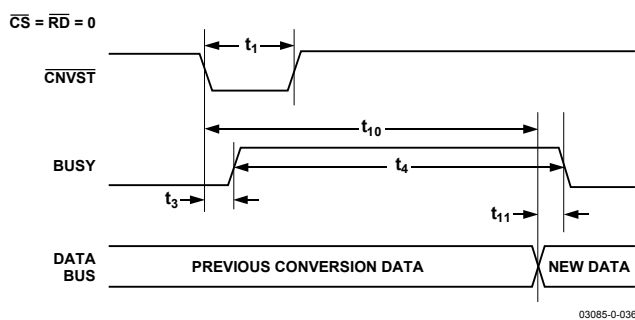 CS = RD = 0
t1
CNVST
t10
BUSY
t4
t3
t11
DATA
BUS
PREVIOUS CONVERSION DATA
NEW DATA
03085-0-036